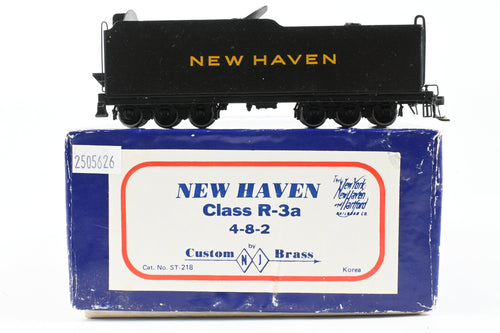 NEW HAVEN
2505626
NEW HAVEN
Class R-3a
4-8-2
by
Custom NJ Brass
Cat. No. ST-218
Korea
The New York
New Haven
and Hartford
RAILROAD CO.